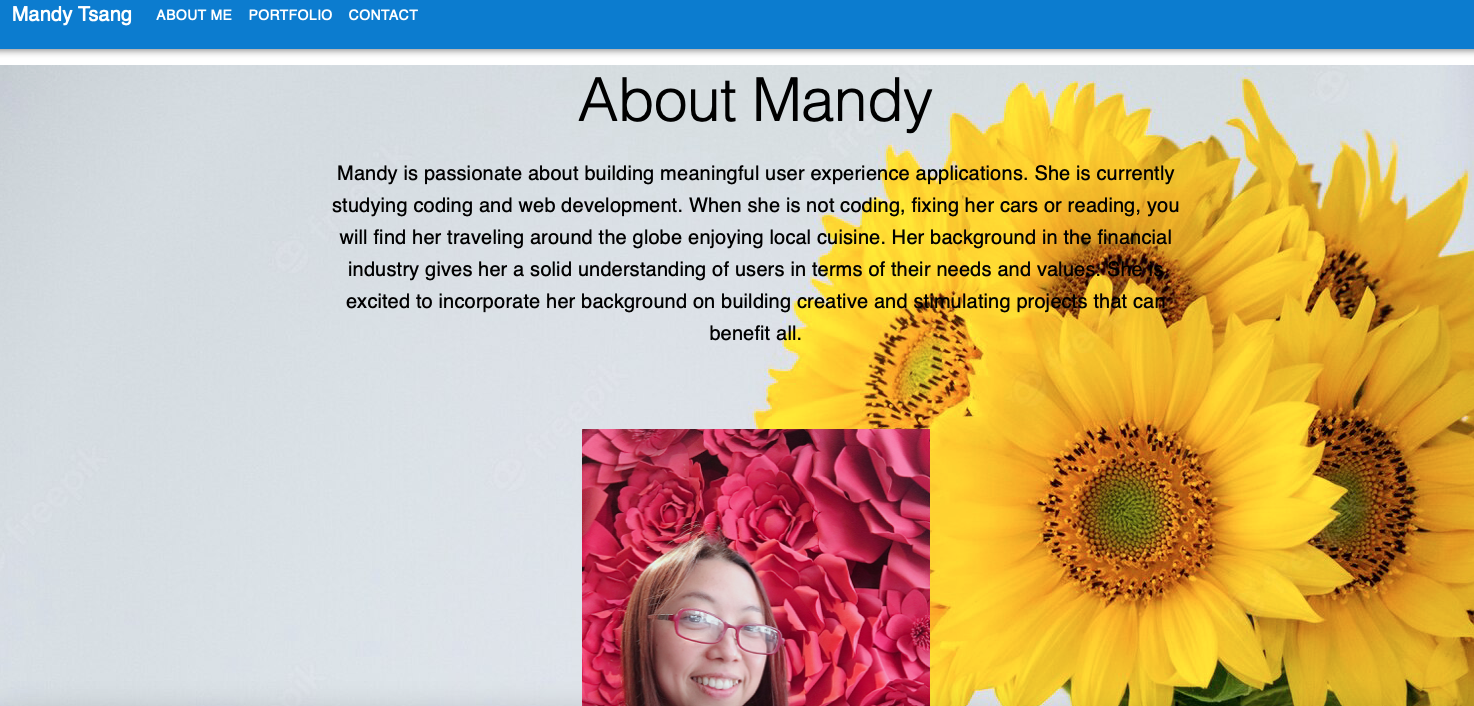 Mandy Tsang ABOUT ME PORTFOLIO CONTACT
About Mandy
Mandy is passionate about building meaningful user experience applications. She is currently
studying coding and web development. When she is not coding, fixing her cars or reading, you
will find her traveling around the globe enjoying local cuisine. Her background in the financial
industry gives her a solid understanding of users in terms of their needs and values. She is
excited to incorporate her background on building creative and stimulating projects that can
benefit all.
freepik
freepik
freepik